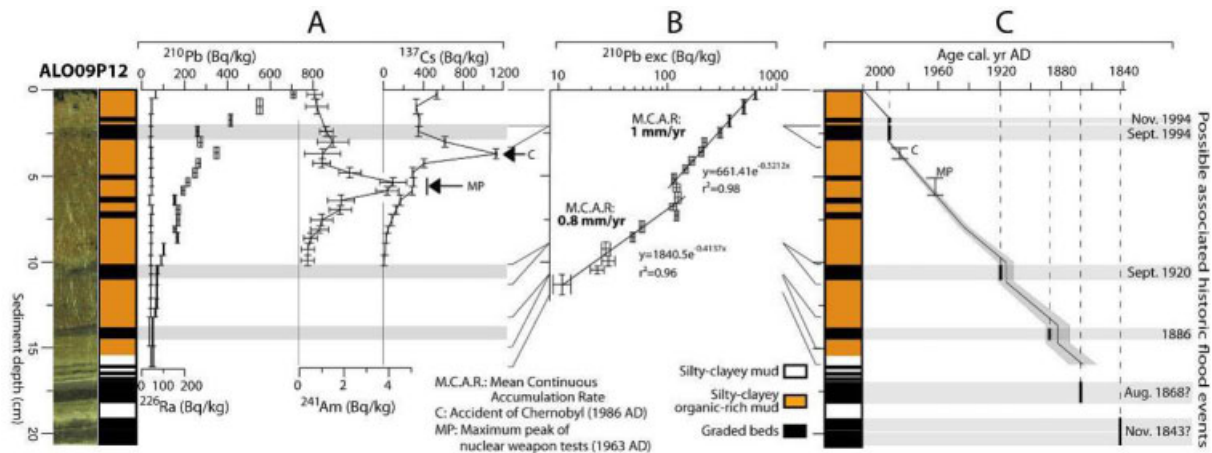 A
B
C
210Pb (Bq/kg)
137Cs (Bq/kg)
210Pb exc (Bq/kg)
Age cal. yr AD
ALO09P12
0 100 200 300 400 500 600
800
0 400 800 1200
10
100
1000
2000 1960 1920 1880 1840
0
5
10
15
20
Sediment depth (cm)
M.C.A.R:
1 mm/yr
y=661.41e-0.5212x
r2=0.98
M.C.A.R:
0.8 mm/yr
y=1840.5e-0.4137x
r2=0.96
C
MP
C
MP
Nov. 1994
Sept. 1994
Sept. 1920
1886
Aug. 1868?
Nov. 1843?
Possible associated historic flood events
0 100 200
226Ra (Bq/kg)
0 2 4
241Am (Bq/kg)
M.C.A.R.: Mean Continuous
Accumulation Rate
C: Accident of Chernobyl (1986 AD)
MP: Maximum peak of
nuclear weapon tests (1963 AD)
Silty-clayey mud
Silty-clayey
organic-rich mud
Graded beds